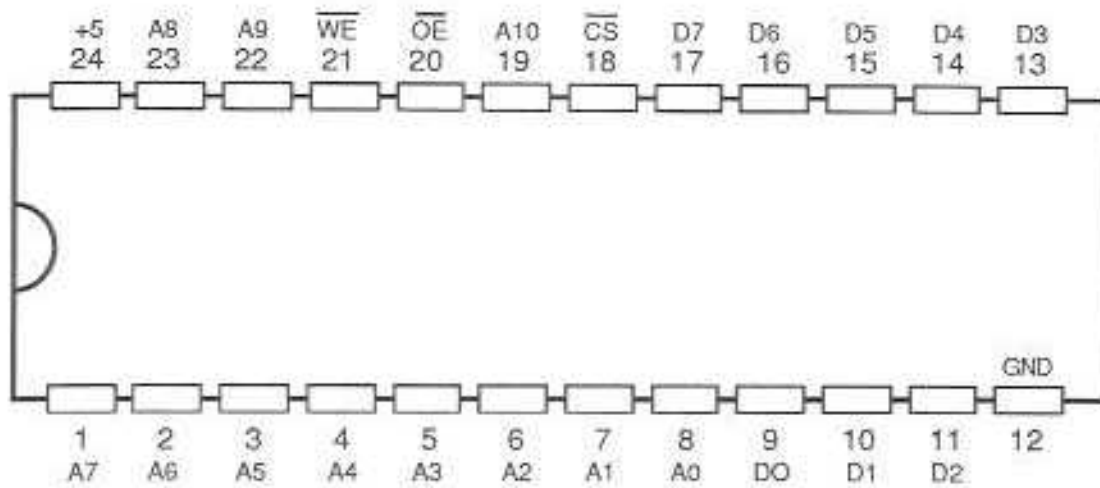 +5 A8 A9 WE OE A10 CS D7 D6 D5 D4 D3
24 23 22 21 20 19 18 17 16 15 14 13
GND
1 2 3 4 5 6 7 8 9 10 11 12
A7 A6 A5 A4 A3 A2 A1 A0 DO D1 D2